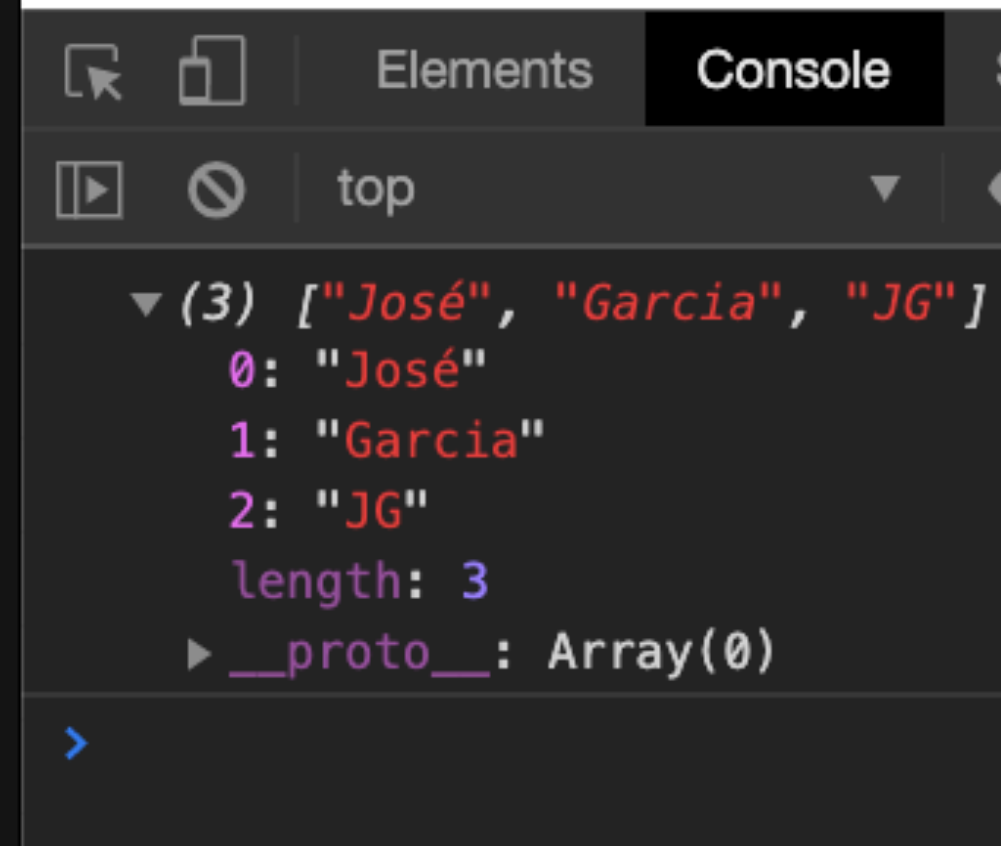 Elements Console
top
(3) ["José", "Garcia", "JG"]
0: "José"
1: "Garcia"
2: "JG"
length: 3
__proto__: Array(0)